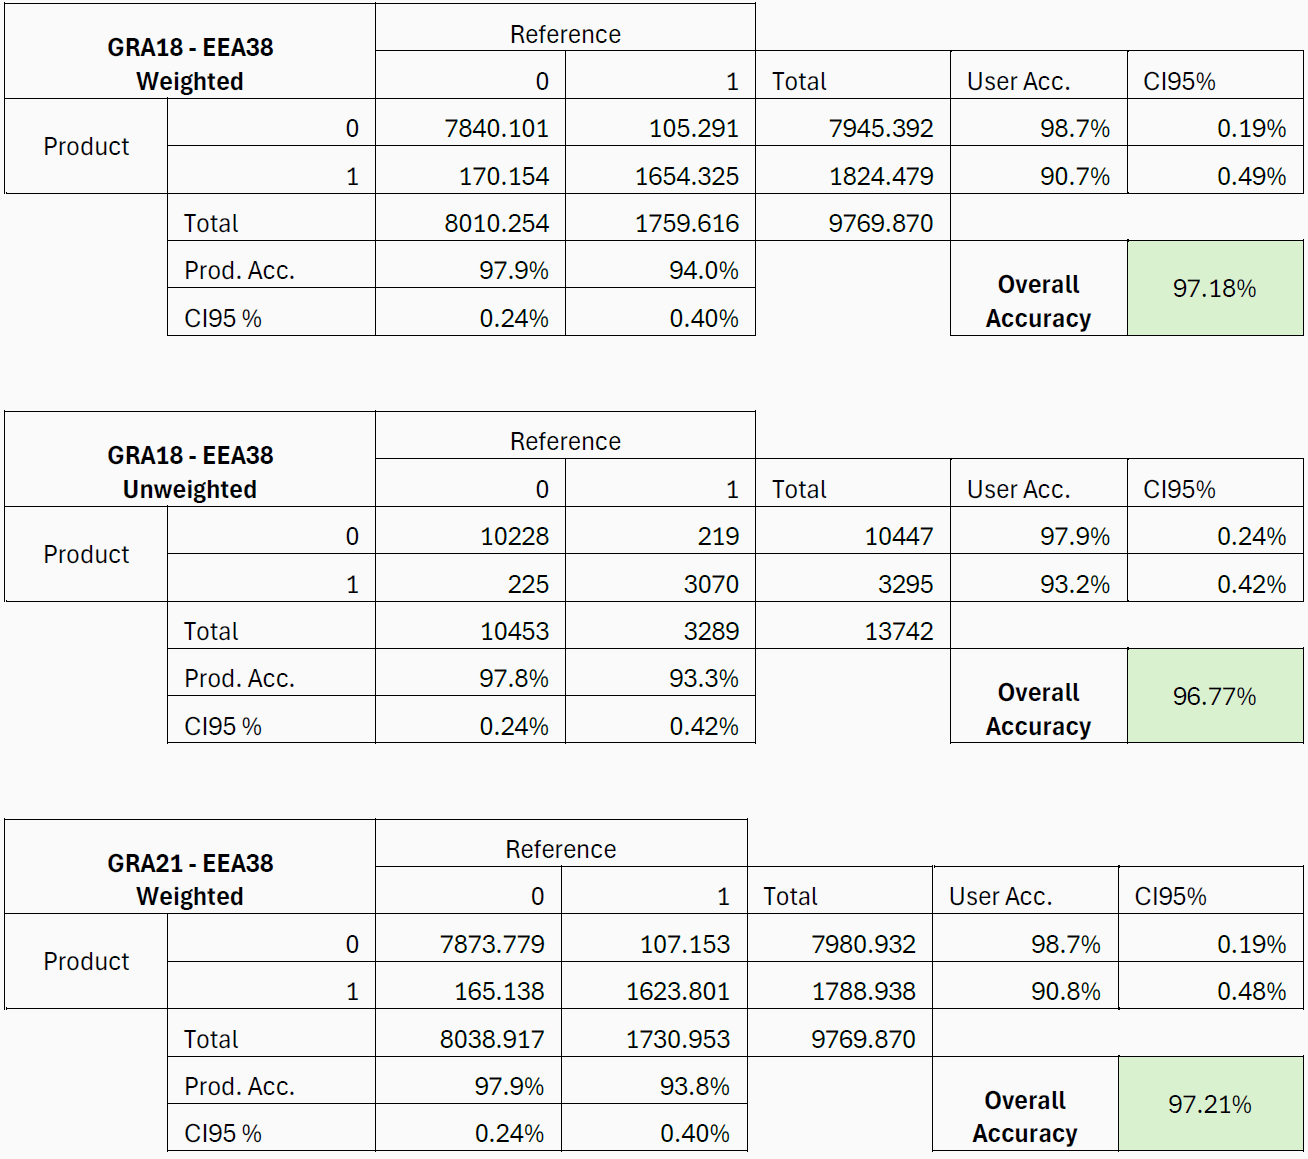 GRA18 - EEA38 Weighted Reference
0 1 Total User Acc. CI95%
Product 0 7840.101 105.291 7945.392 98.7% 0.19%
1 170.154 1654.325 1824.479 90.7% 0.49%
Total 8010.254 1759.616 9769.870
Prod. Acc. 97.9% 94.0% Overall Accuracy 97.18%
CI95 % 0.24% 0.40%
GRA18 - EEA38 Unweighted Reference
0 1 Total User Acc. CI95%
Product 0 10228 219 10447 97.9% 0.24%
1 225 3070 3295 93.2% 0.42%
Total 10453 3289 13742
Prod. Acc. 97.8% 93.3% Overall Accuracy 96.77%
CI95 % 0.24% 0.42%
GRA21 - EEA38 Weighted Reference
0 1 Total User Acc. CI95%
Product 0 7873.779 107.153 7980.932 98.7% 0.19%
1 165.138 1623.801 1788.938 90.8% 0.48%
Total 8038.917 1730.953 9769.870
Prod. Acc. 97.9% 93.8% Overall Accuracy 97.21%
CI95 % 0.24% 0.40%